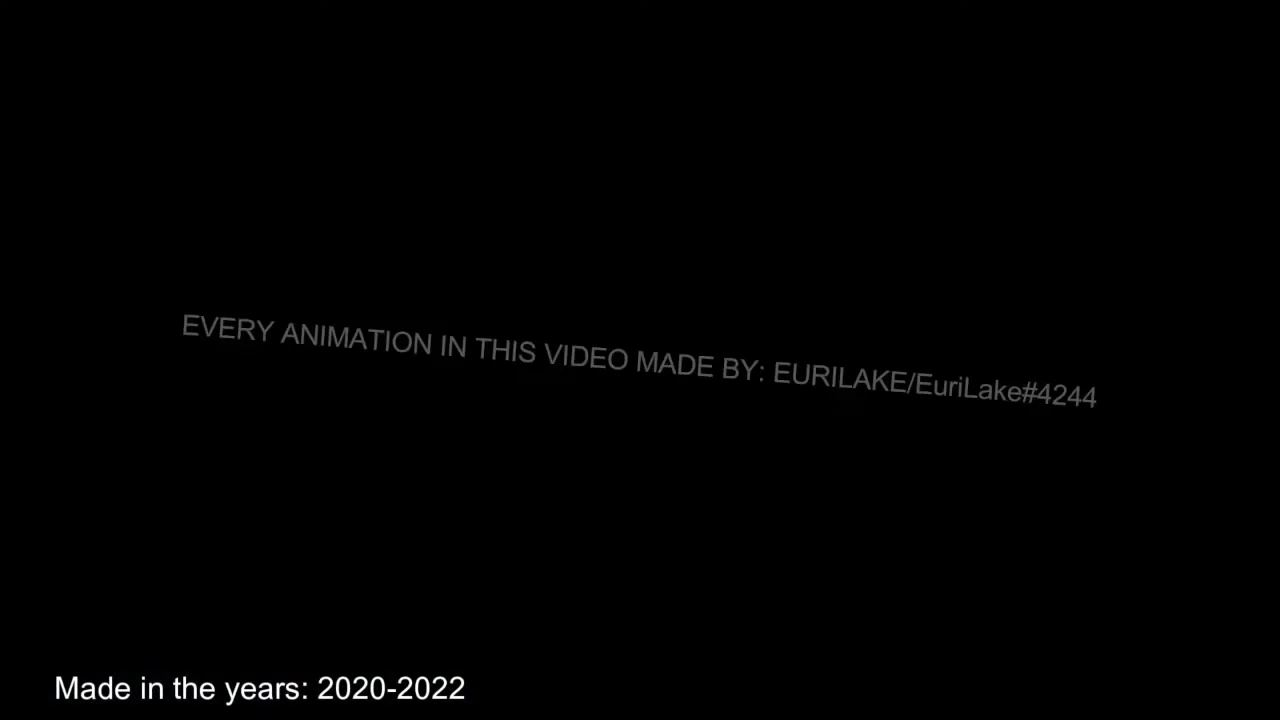 EVERY ANIMATION IN THIS VIDEO MADE BY: EURILAKE/EuriLake#4244
Made in the years: 2020-2022